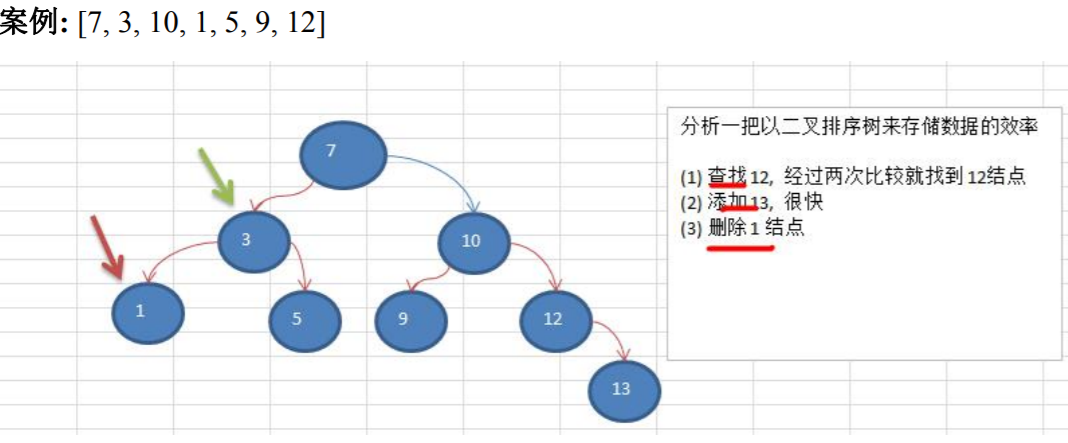 案例: [7, 3, 10, 1, 5, 9, 12]
分析一把以二叉排序树来存储数据的效率
(1) 查找12, 经过两次比较就找到12结点
(2) 添加13, 很快
(3) 删除1 结点
7
3
10
1
5
9
12
13